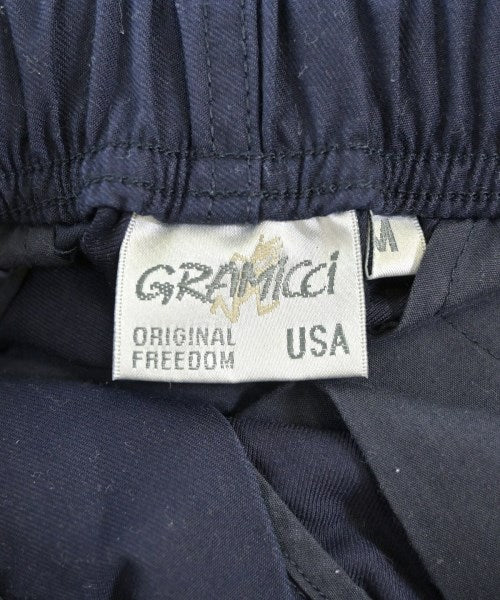 GRAMICCi
M
ORIGINAL
FREEDOM
USA